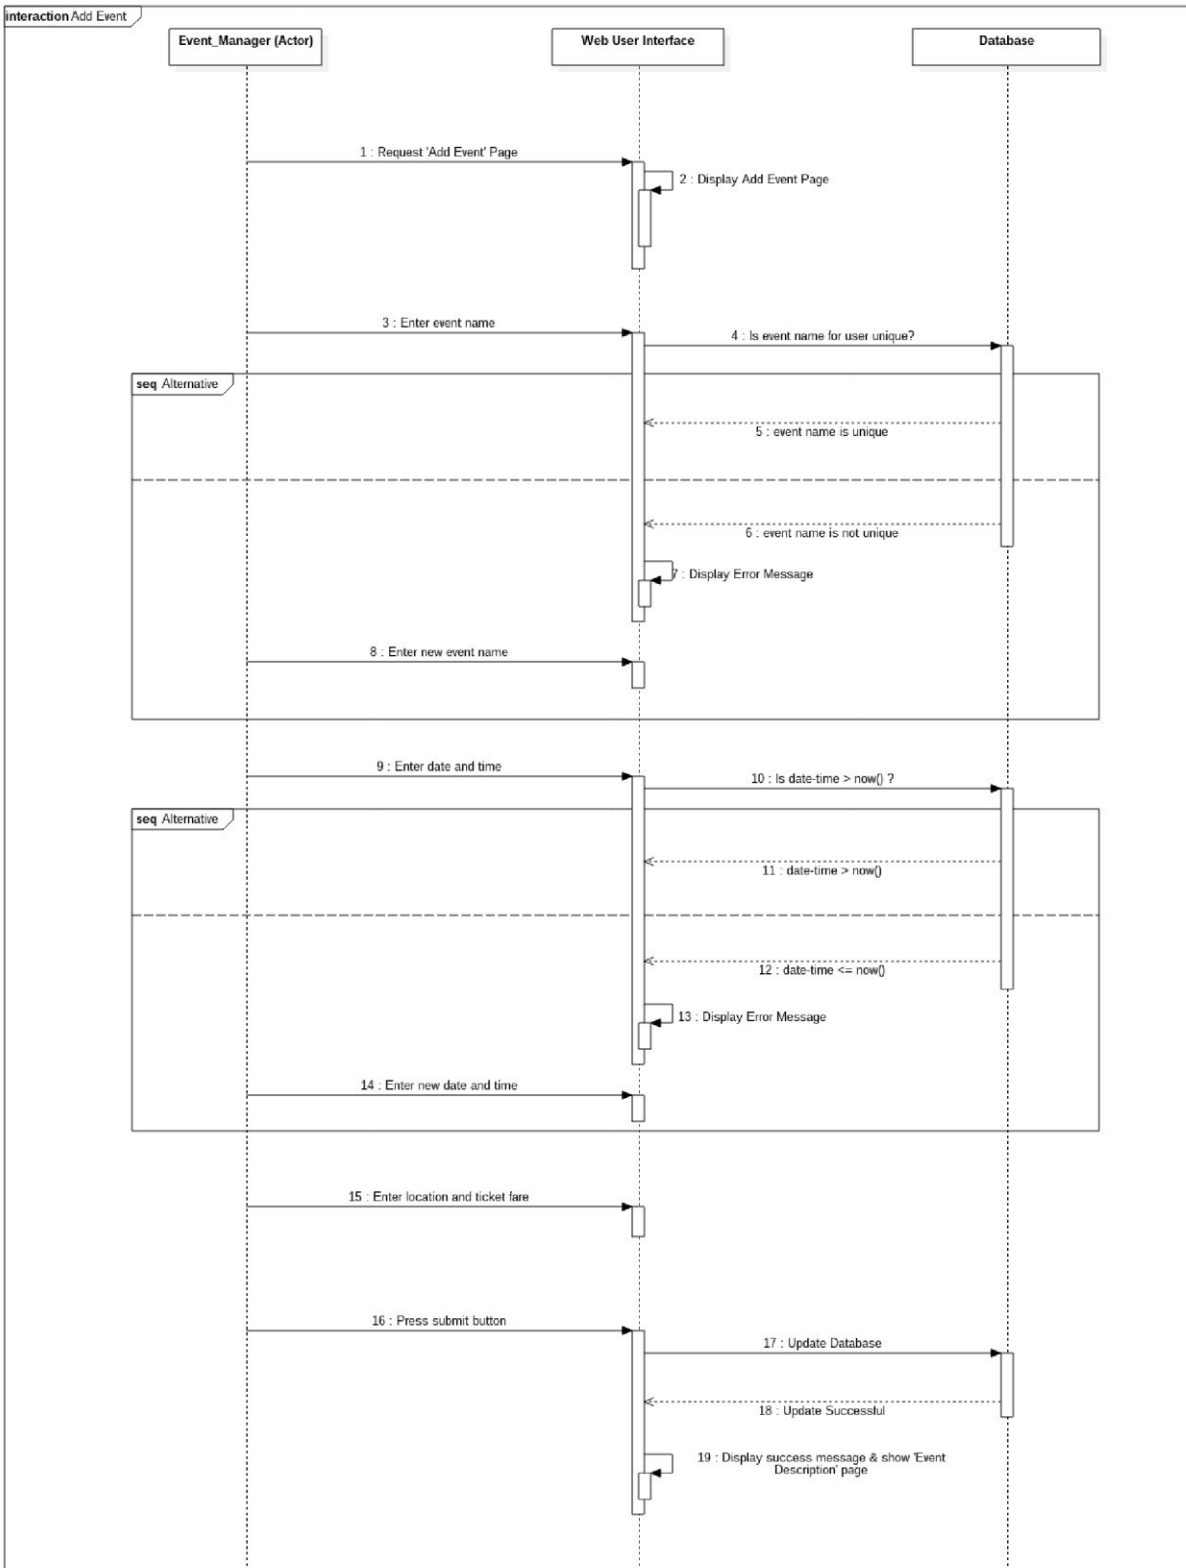 interaction Add Event
Event_Manager (Actor)
Web User Interface
Database
1 : Request 'Add Event' Page
2 : Display Add Event Page
3 : Enter event name
4 : Is event name for user unique?
seq Alternative
5 : event name is unique
6 : event name is not unique
7 : Display Error Message
8 : Enter new event name
9 : Enter date and time
10 : Is date-time > now() ?
seq Alternative
11 : date-time > now()
12 : date-time <= now()
13 : Display Error Message
14 : Enter new date and time
15 : Enter location and ticket fare
16 : Press submit button
17 : Update Database
18 : Update Successful
19 : Display success message & show 'Event
Description' page